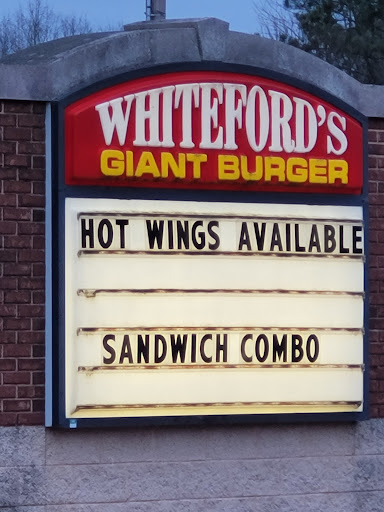 WHITEFORD'S
GIANT BURGER
HOT WINGS AVAILABLE
SANDWICH COMBO